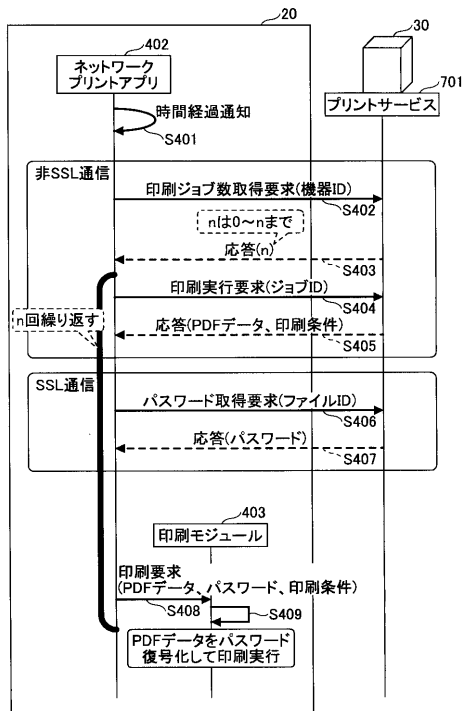 20
402
ネットワーク
プリントアプリ
30
701
プリントサービス
時間経過通知
S401
非SSL通信
印刷ジョブ数取得要求(機器ID)
S402
nは0～nまで
応答(n)
S403
印刷実行要求(ジョブID)
S404
n回繰り返す
応答(PDFデータ、印刷条件)
S405
SSL通信
パスワード取得要求(ファイルID)
S406
応答(パスワード)
S407
403
印刷モジュール
印刷要求
(PDFデータ、パスワード、印刷条件)
S408
S409
PDFデータをパスワード
復号化して印刷実行